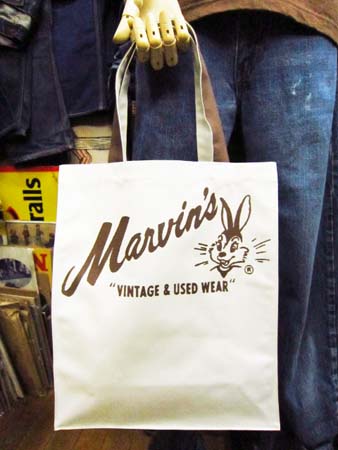 Marvin's
®
"VINTAGE & USED WEAR"
ralls
N